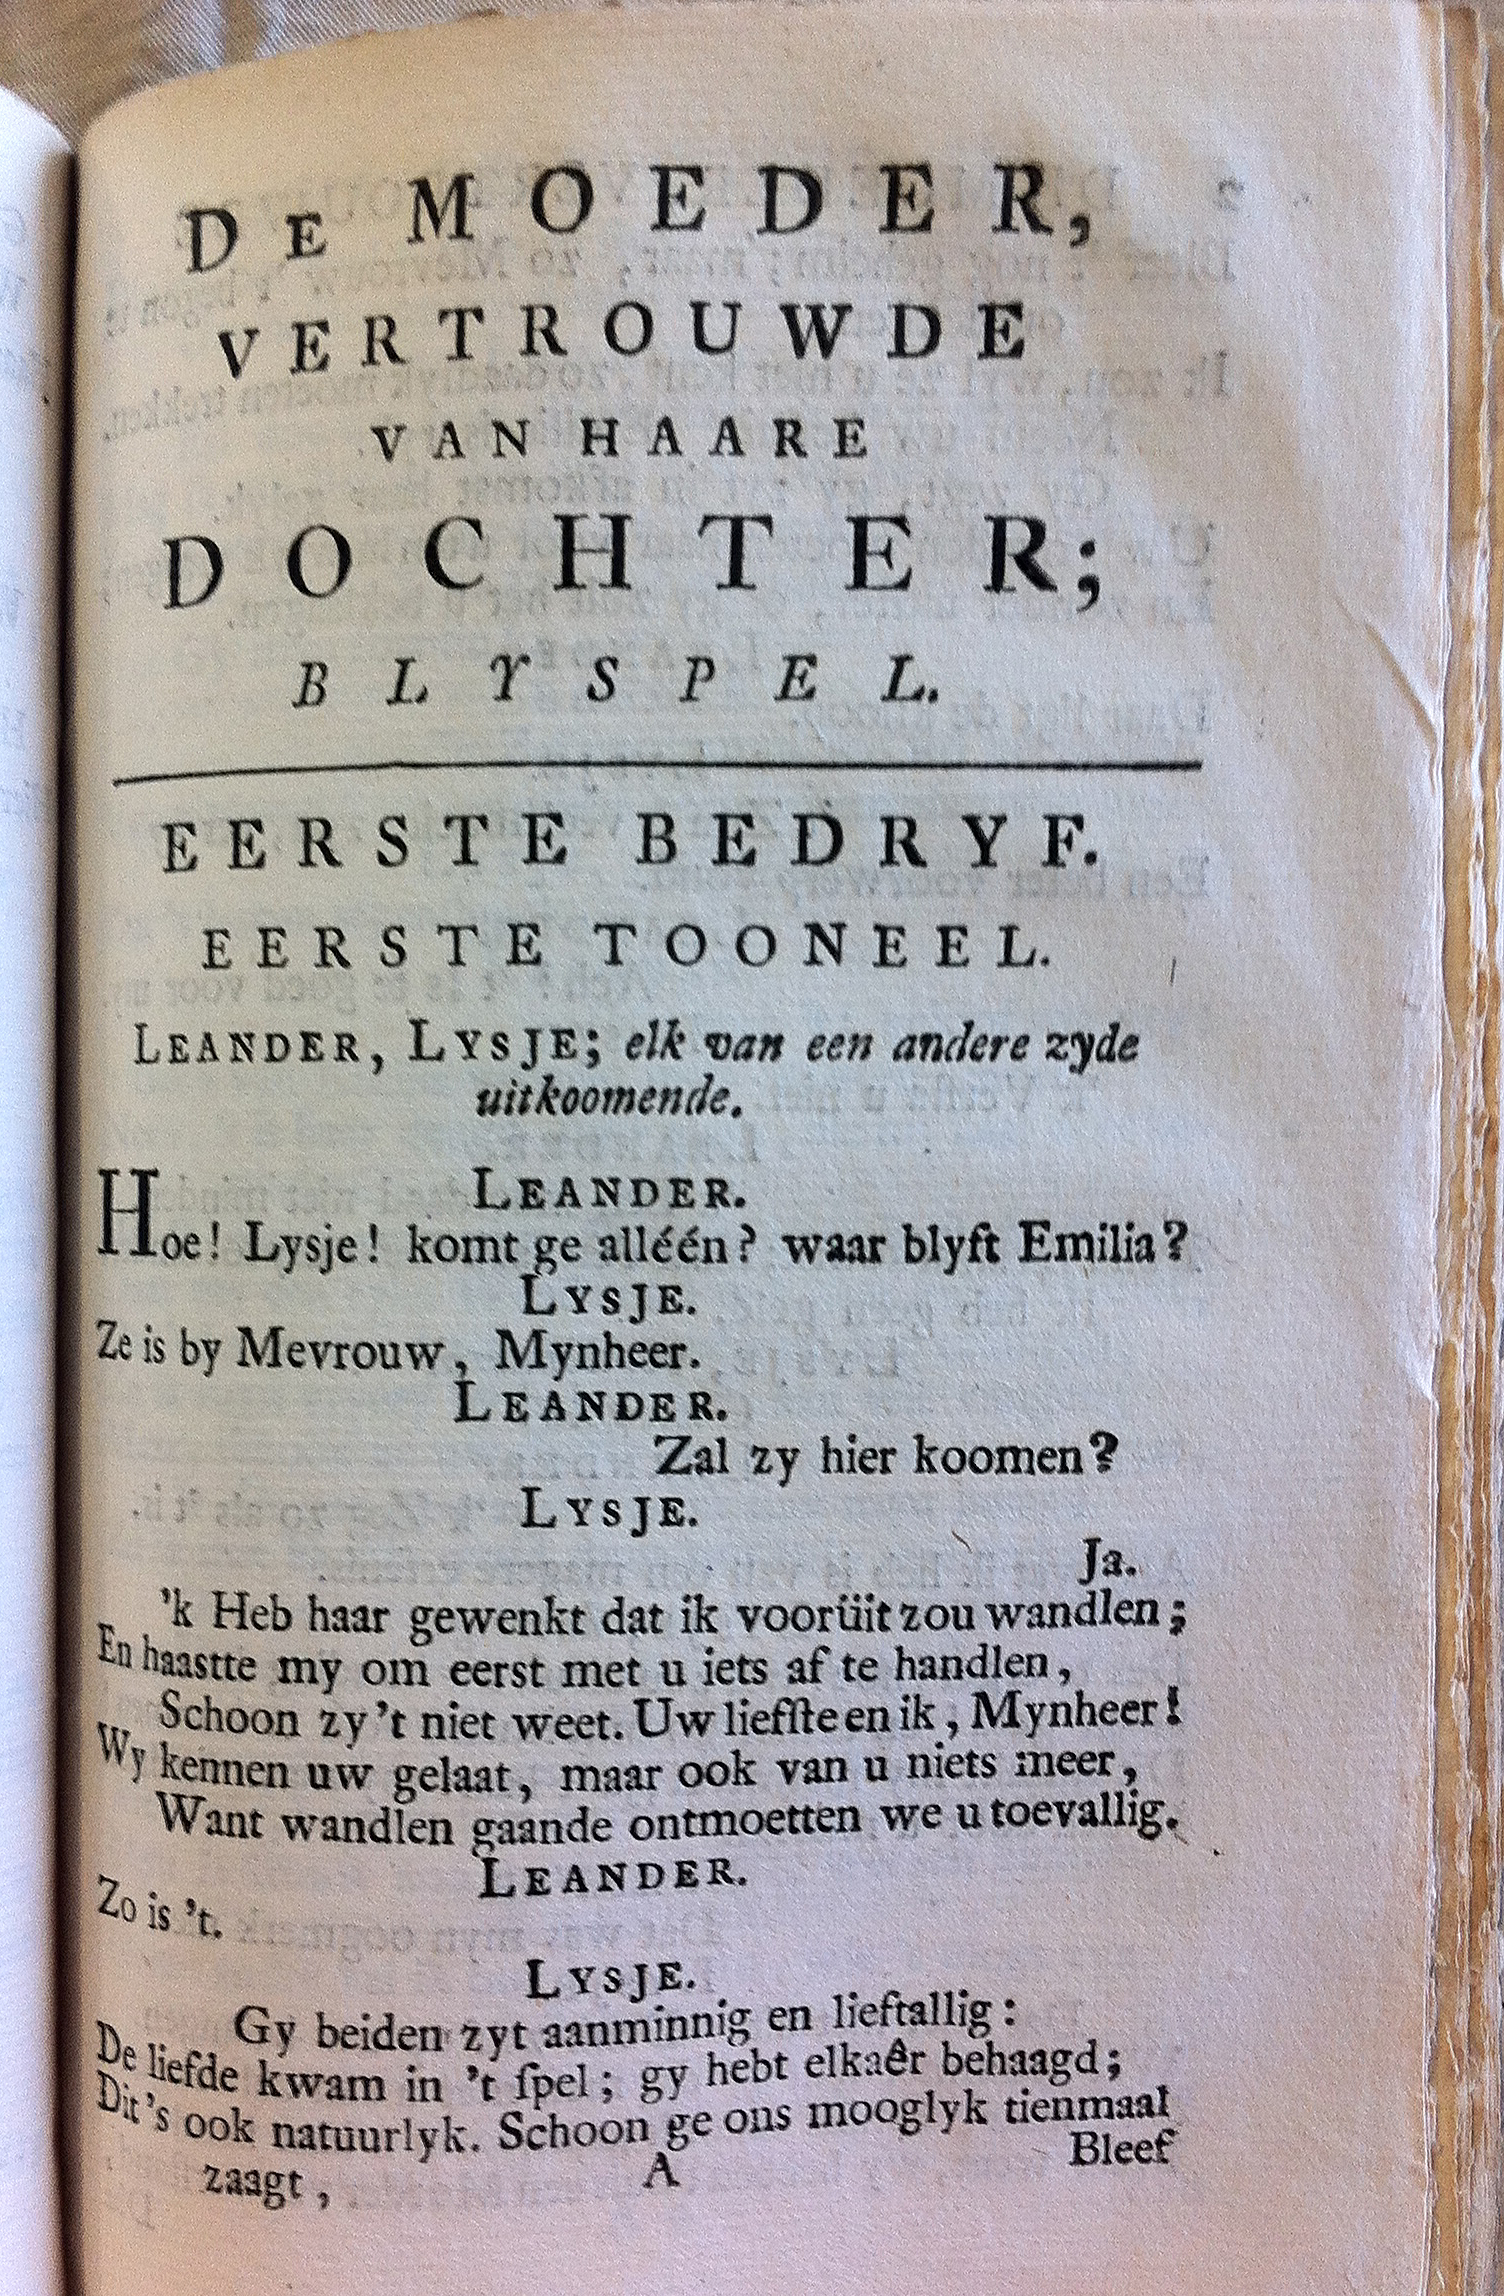 DE MOEDER,
VERTROUWDE
VAN HAARE
DOCHTER;
BLYSPEL.
EERSTE BEDRYF.
EERSTE TOONEEL.
LEANDER, LYSJE; elk van een andere zyde
uitkoomende.
LEANDER.
Hoe! Lysje! komt ge alléén? waar blyft Emilia?
LYSJE.
Ze is by Mevrouw, Mynheer.
LEANDER.
Zal zy hier koomen?
LYSJE.
Ja.
'k Heb haar gewenkt dat ik voorüit zou wandlen;
En haastte my om eerst met u iets af te handlen,
Schoon zy 't niet weet. Uw liefſte en ik, Mynheer!
Wy kennen uw gelaat, maar ook van u niets meer,
Want wandlen gaande ontmoetten we u toevallig.
LEANDER.
Zo is 't.
LYSJE.
Gy beiden zyt aanminnig en lieftallig:
De liefde kwam in 't ſpel; gy hebt elkaêr behaagd;
Dit's ook natuurlyk. Schoon ge ons mooglyk tienmaal
zaagt,
A
Bleef